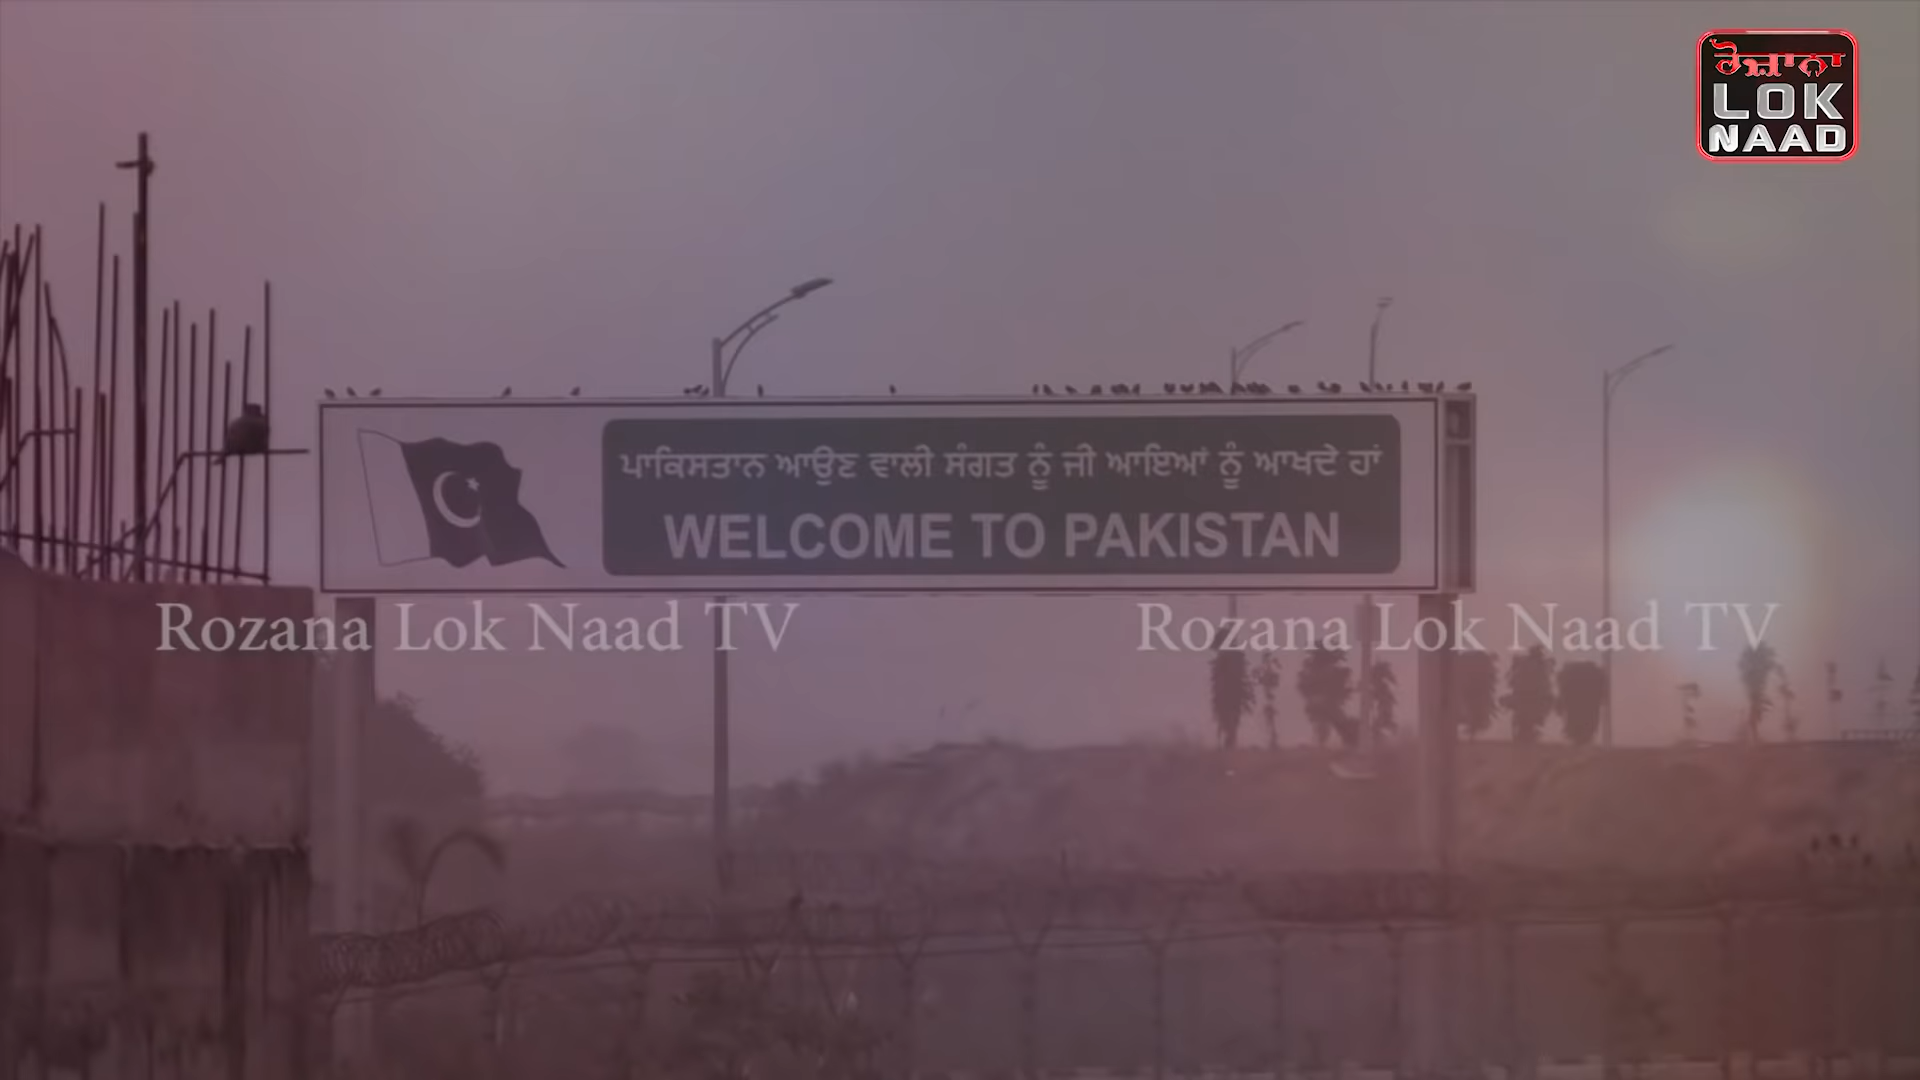 ਰੋਜ਼ਾਨਾ
LOK
NAAD
ਪਾਕਿਸਤਾਨ ਆਉਣ ਵਾਲੀ ਸੰਗਤ ਨੂੰ ਜੀ ਆਇਆਂ ਨੂੰ ਆਖਦੇ ਹਾਂ
WELCOME TO PAKISTAN
Rozana Lok Naad TV
Rozana Lok Naad TV